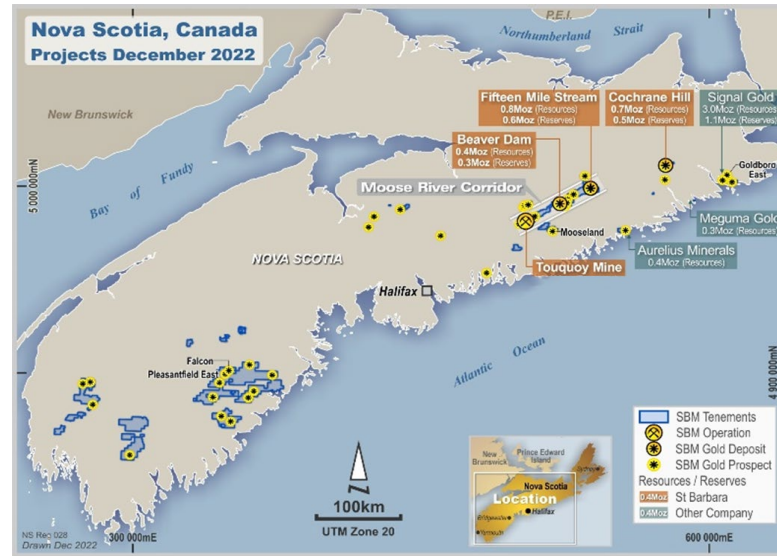 Nova Scotia, Canada
Projects December 2022
P.E.I.
Northumberland Strait
New Brunswick
Bay of Fundy
5 000 000mN
Fifteen Mile Stream
0.8Moz (Resources)
0.6Moz (Reserves)
Cochrane Hill
0.7Moz (Resources)
0.5Moz (Reserves)
Signal Gold
3.0Moz (Resources)
1.1Moz (Reserves)
Beaver Dam
0.4Moz (Resources)
0.3Moz (Reserves)
Goldboro
East
Moose River Corridor
Meguma Gold
0.3Moz (Resources)
Mooseland
Aurelius Minerals
0.4Moz (Resources)
NOVA SCOTIA
Touquoy Mine
Halifax
Atlantic Ocean
Falcon
Pleasantfield East
4 900 000mN
SBM Tenements
SBM Operation
SBM Gold Deposit
SBM Gold Prospect
Resources / Reserves
0.4Moz St Barbara
0.4Moz Other Company
New
Brunswick
Prince Edward
Island
Sydney
Nova Scotia
Location
Halifax
Bridgewater
Yarmouth
N
100km
UTM Zone 20
NS Reg 028
Drawn Dec 2022
300 000mE
600 000mE